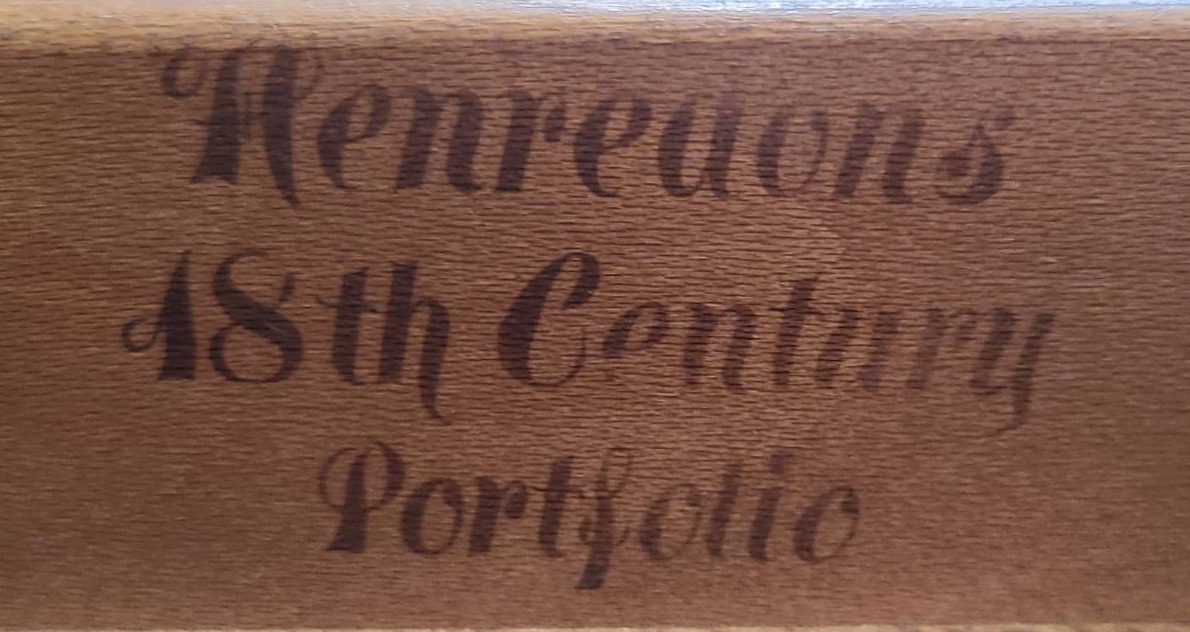 Henredons
18th Century
Portfolio